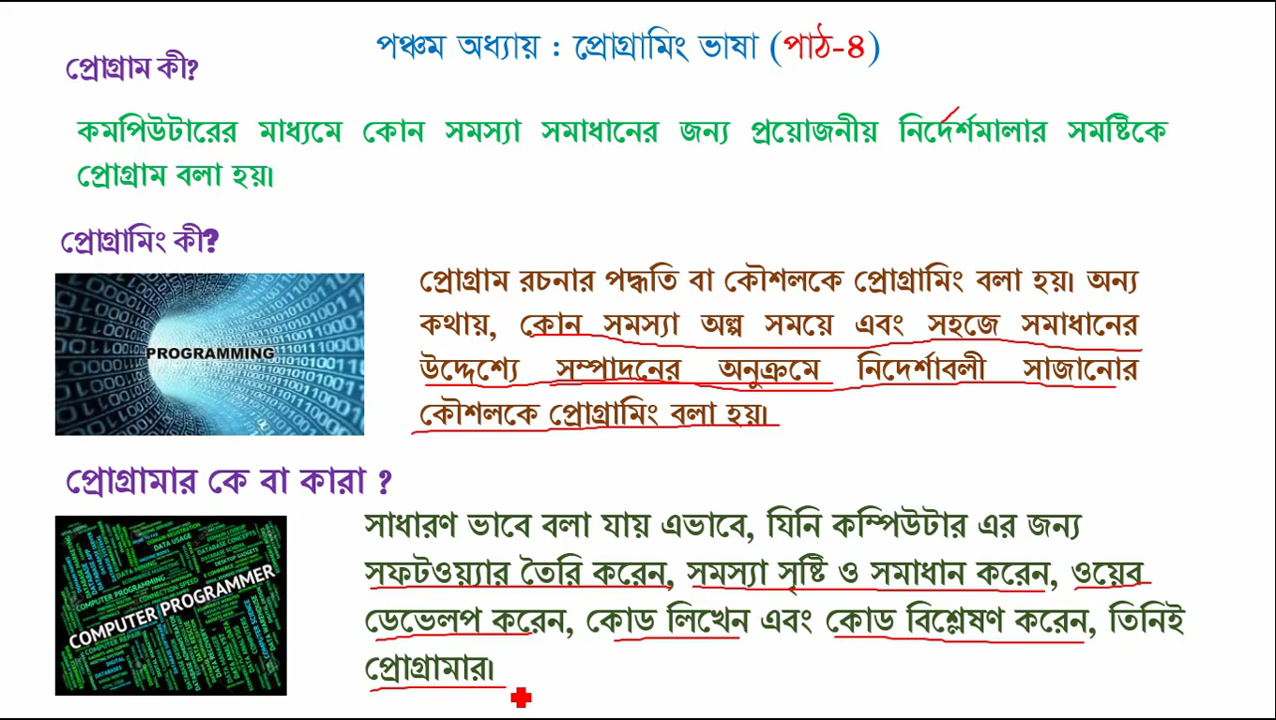 পঞ্চম অধ্যায় : প্রোগ্রামিং ভাষা (পাঠ-৪)
প্রোগ্রাম কী?
কমপিউটারের মাধ্যমে কোন সমস্যা সমাধানের জন্য প্রয়োজনীয় নির্দেশমালার সমষ্টিকে
প্রোগ্রাম বলা হয়।
প্রোগ্রামিং কী?
PROGRAMMING
প্রোগ্রাম রচনার পদ্ধতি বা কৌশলকে প্রোগ্রামিং বলা হয়। অন্য
কথায়, কোন সমস্যা অল্প সময়ে এবং সহজে সমাধানের
উদ্দেশ্যে সম্পাদনের অনুক্রমে নিদের্শাবলী সাজানোর
কৌশলকে প্রোগ্রামিং বলা হয়।
প্রোগ্রামার কে বা কারা ?
COMPUTER PROGRAMMER
সাধারণ ভাবে বলা যায় এভাবে, যিনি কম্পিউটার এর জন্য
সফটওয়্যার তৈরি করেন, সমস্যা সৃষ্টি ও সমাধান করেন, ওয়েব
ডেভেলপ করেন, কোড লিখেন এবং কোড বিশ্লেষণ করেন, তিনিই
প্রোগ্রামার।